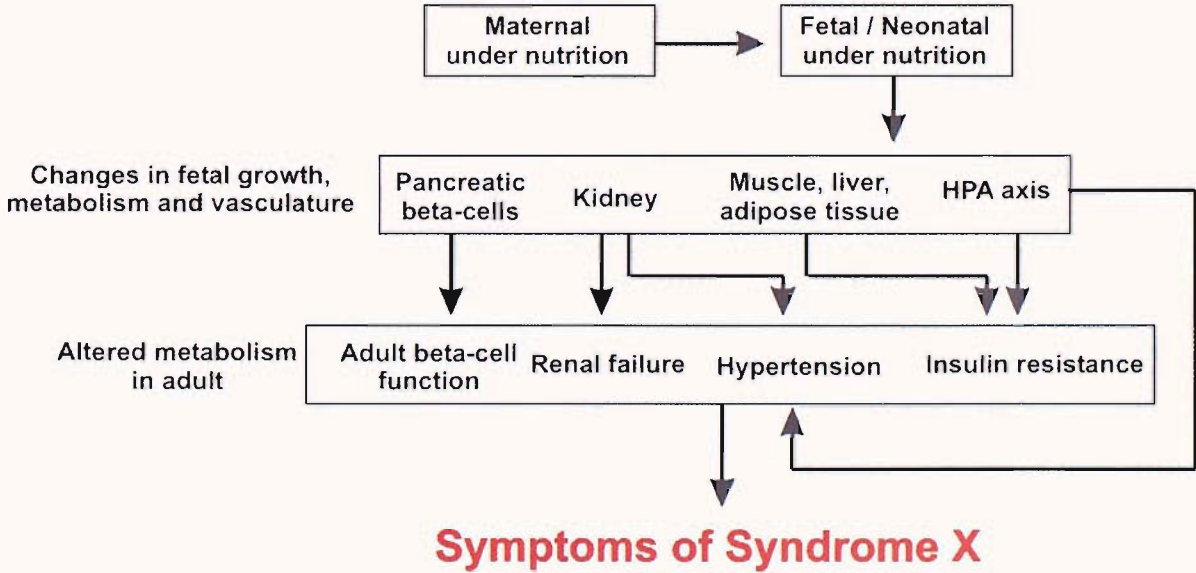 Maternal
under nutrition
Fetal / Neonatal
under nutrition
Changes in fetal growth,
metabolism and vasculature
Pancreatic
beta-cells
Kidney
Muscle, liver,
adipose tissue
HPA axis
Altered metabolism
in adult
Adult beta-cell
function
Renal failure
Hypertension
Insulin resistance
Symptoms of Syndrome X